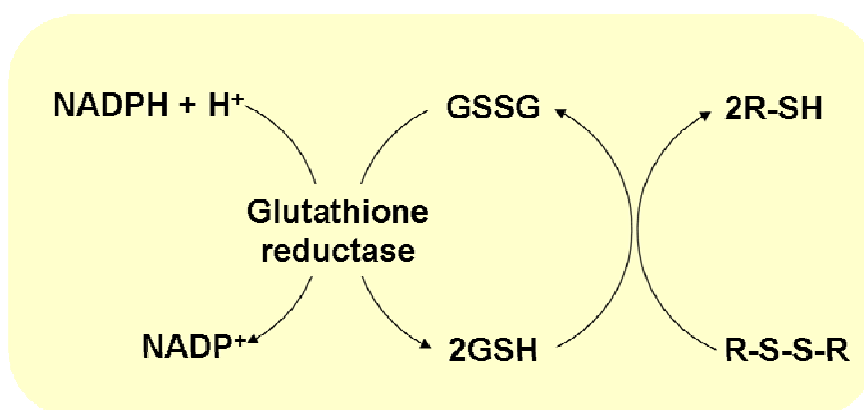 NADPH + H⁺
GSSG
2R-SH
Glutathione
reductase
NADP⁺
2GSH
R-S-S-R